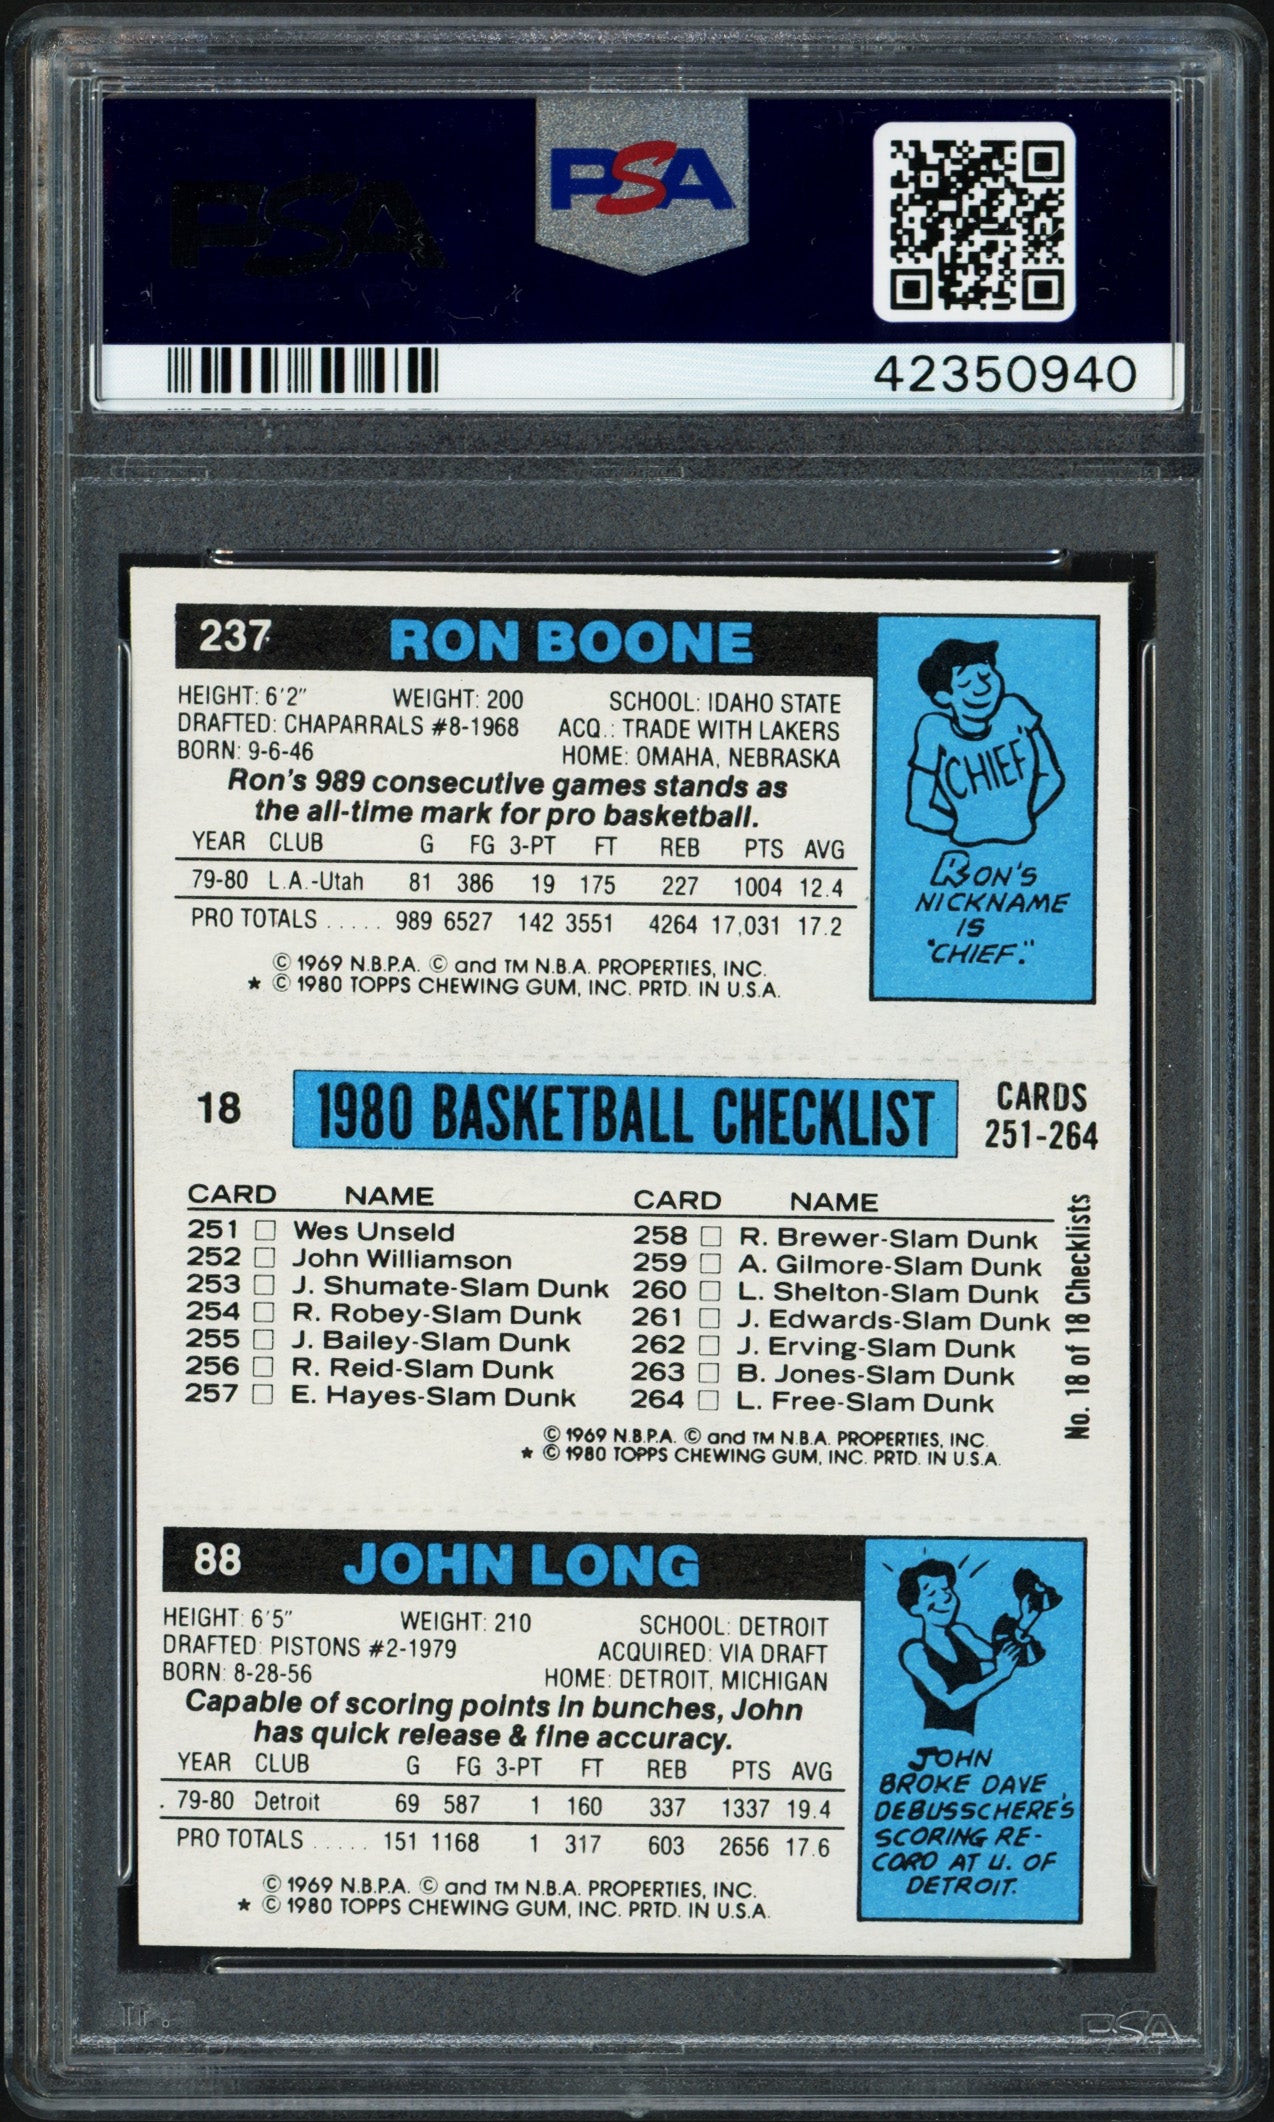 PSA
PSA
42350940
237 RON BOONE
HEIGHT: 6'2" WEIGHT: 200 SCHOOL: IDAHO STATE
DRAFTED: CHAPARRALS #8-1968 ACQ.: TRADE WITH LAKERS
BORN: 9-6-46 HOME: OMAHA, NEBRASKA
Ron's 989 consecutive games stands as
the all-time mark for pro basketball.
YEAR CLUB G FG 3-PT FT REB PTS AVG
79-80 L.A.-Utah 81 386 19 175 227 1004 12.4
PRO TOTALS ..... 989 6527 142 3551 4264 17,031 17.2
© 1969 N.B.P.A. © and TM N.B.A. PROPERTIES, INC.
* © 1980 TOPPS CHEWING GUM, INC. PRTD. IN U.S.A.
CHIEF
RON'S
NICKNAME
IS
"CHIEF."
18 1980 BASKETBALL CHECKLIST CARDS
251-264
CARD NAME
251 □ Wes Unseld
252 □ John Williamson
253 □ J. Shumate-Slam Dunk
254 □ R. Robey-Slam Dunk
255 □ J. Bailey-Slam Dunk
256 □ R. Reid-Slam Dunk
257 □ E. Hayes-Slam Dunk
CARD NAME
258 □ R. Brewer-Slam Dunk
259 □ A. Gilmore-Slam Dunk
260 □ L. Shelton-Slam Dunk
261 □ J. Edwards-Slam Dunk
262 □ J. Erving-Slam Dunk
263 □ B. Jones-Slam Dunk
264 □ L. Free-Slam Dunk
No. 18 of 18 Checklists
© 1969 N.B.P.A. © and TM N.B.A. PROPERTIES, INC.
* © 1980 TOPPS CHEWING GUM, INC. PRTD. IN U.S.A.
88 JOHN LONG
HEIGHT: 6'5" WEIGHT: 210 SCHOOL: DETROIT
DRAFTED: PISTONS #2-1979 ACQUIRED: VIA DRAFT
BORN: 8-28-56 HOME: DETROIT, MICHIGAN
Capable of scoring points in bunches, John
has quick release & fine accuracy.
YEAR CLUB G FG 3-PT FT REB PTS AVG
79-80 Detroit 69 587 1 160 337 1337 19.4
PRO TOTALS ..... 151 1168 1 317 603 2656 17.6
© 1969 N.B.P.A. © and TM N.B.A. PROPERTIES, INC.
* © 1980 TOPPS CHEWING GUM, INC. PRTD. IN U.S.A.
JOHN
BROKE DAVE
DEBUSSCHERE'S
SCORING RE-
CORD AT U. OF
DETROIT.
PSA